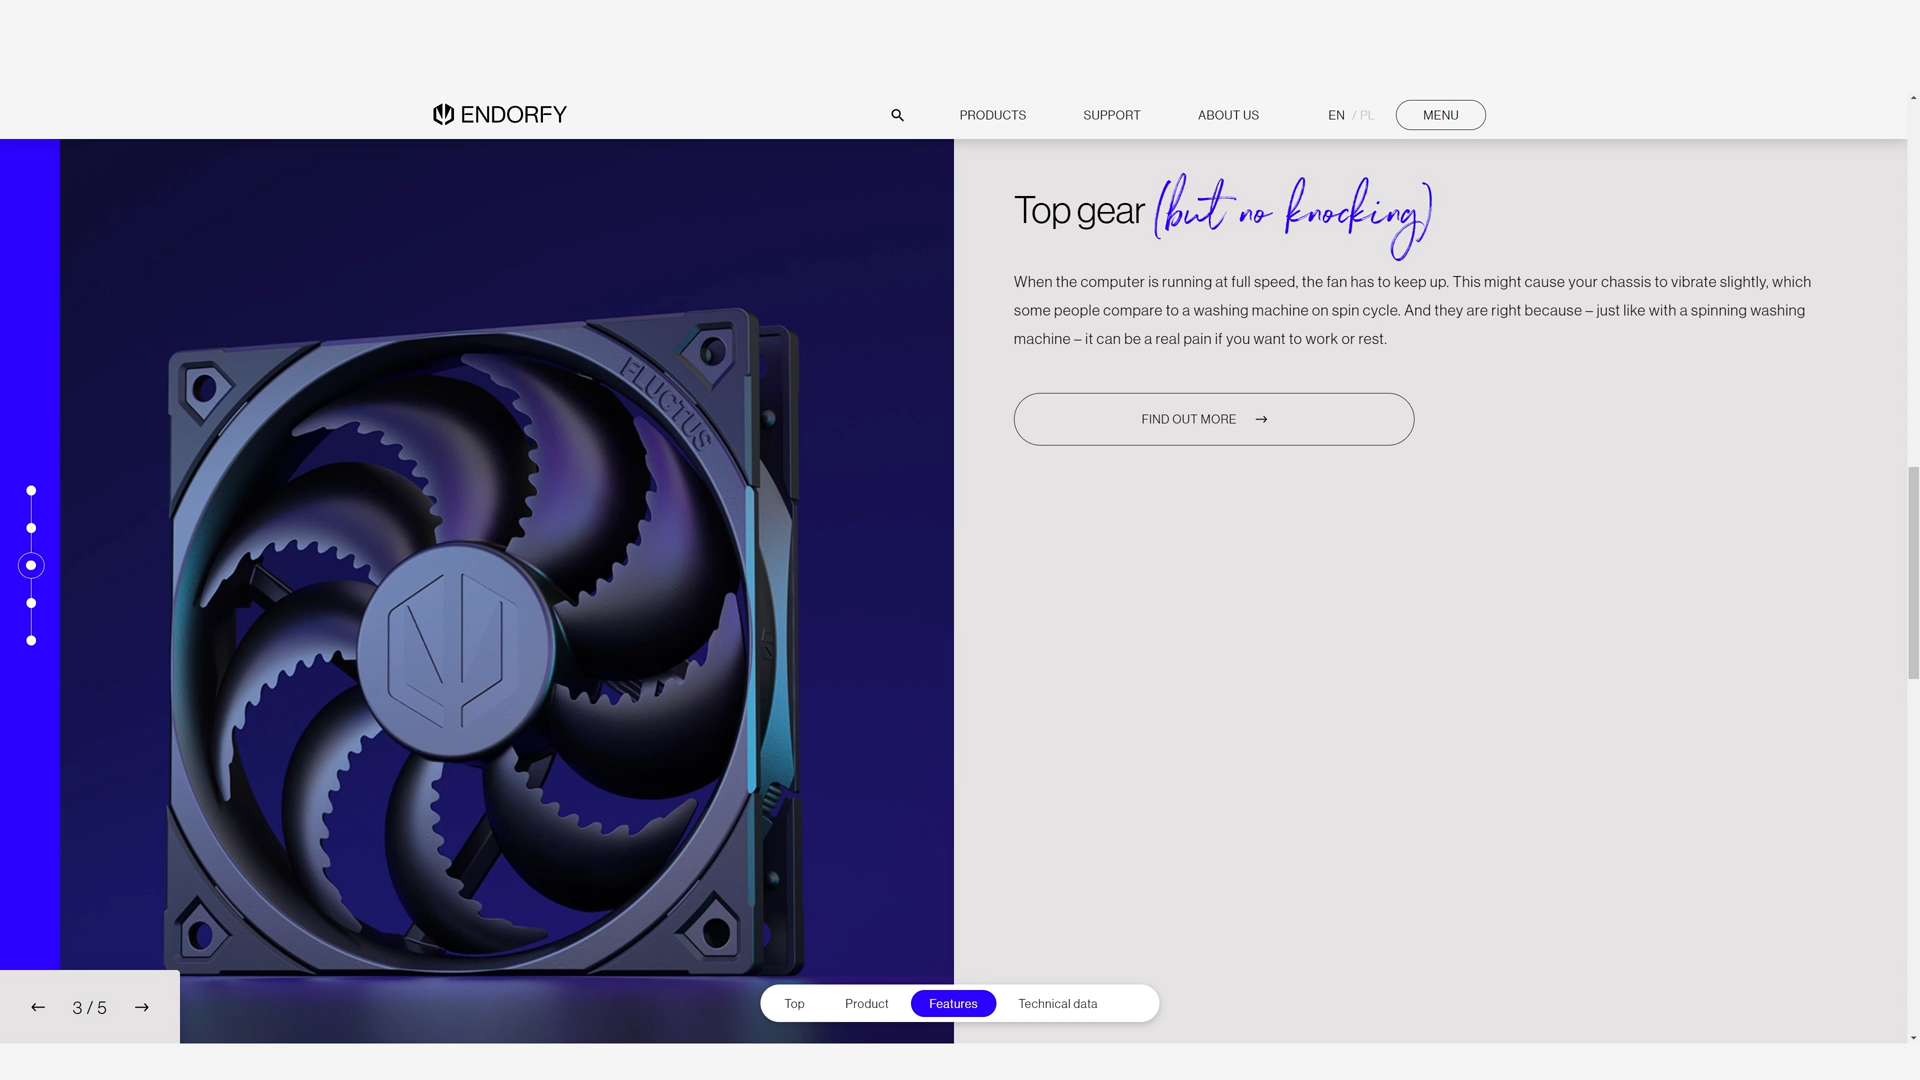 ENDORFY
PRODUCTS
SUPPORT
ABOUT US
EN / PL
MENU
Top gear (but no knocking)
When the computer is running at full speed, the fan has to keep up. This might cause your chassis to vibrate slightly, which
some people compare to a washing machine on spin cycle. And they are right because – just like with a spinning washing
machine – it can be a real pain if you want to work or rest.
FIND OUT MORE →
FLUCTUS
← 3 / 5 →
Top
Product
Features
Technical data